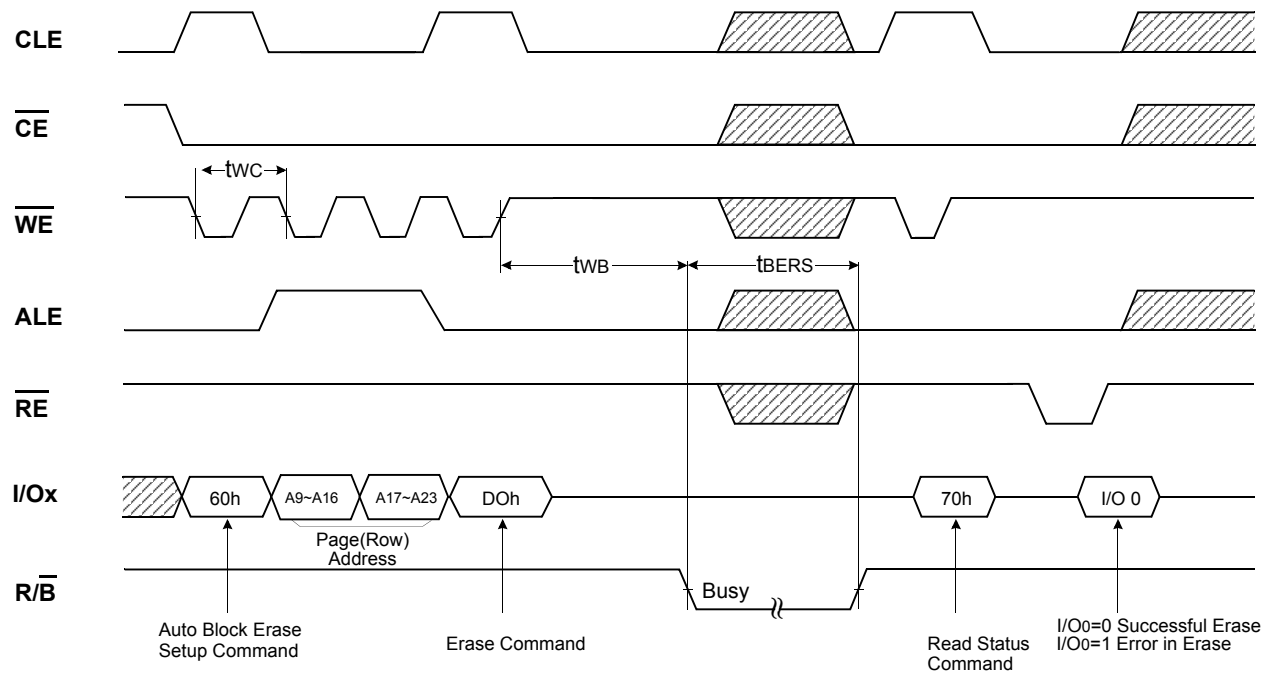 CLE
CE
tWC
WE
tWB
tBERS
ALE
RE
I/Ox
60h
A9~A16
A17~A23
DOh
70h
I/O 0
Page(Row)
Address
R/B
Busy
Auto Block Erase
Setup Command
Erase Command
Read Status
Command
I/O0=0 Successful Erase
I/O0=1 Error in Erase